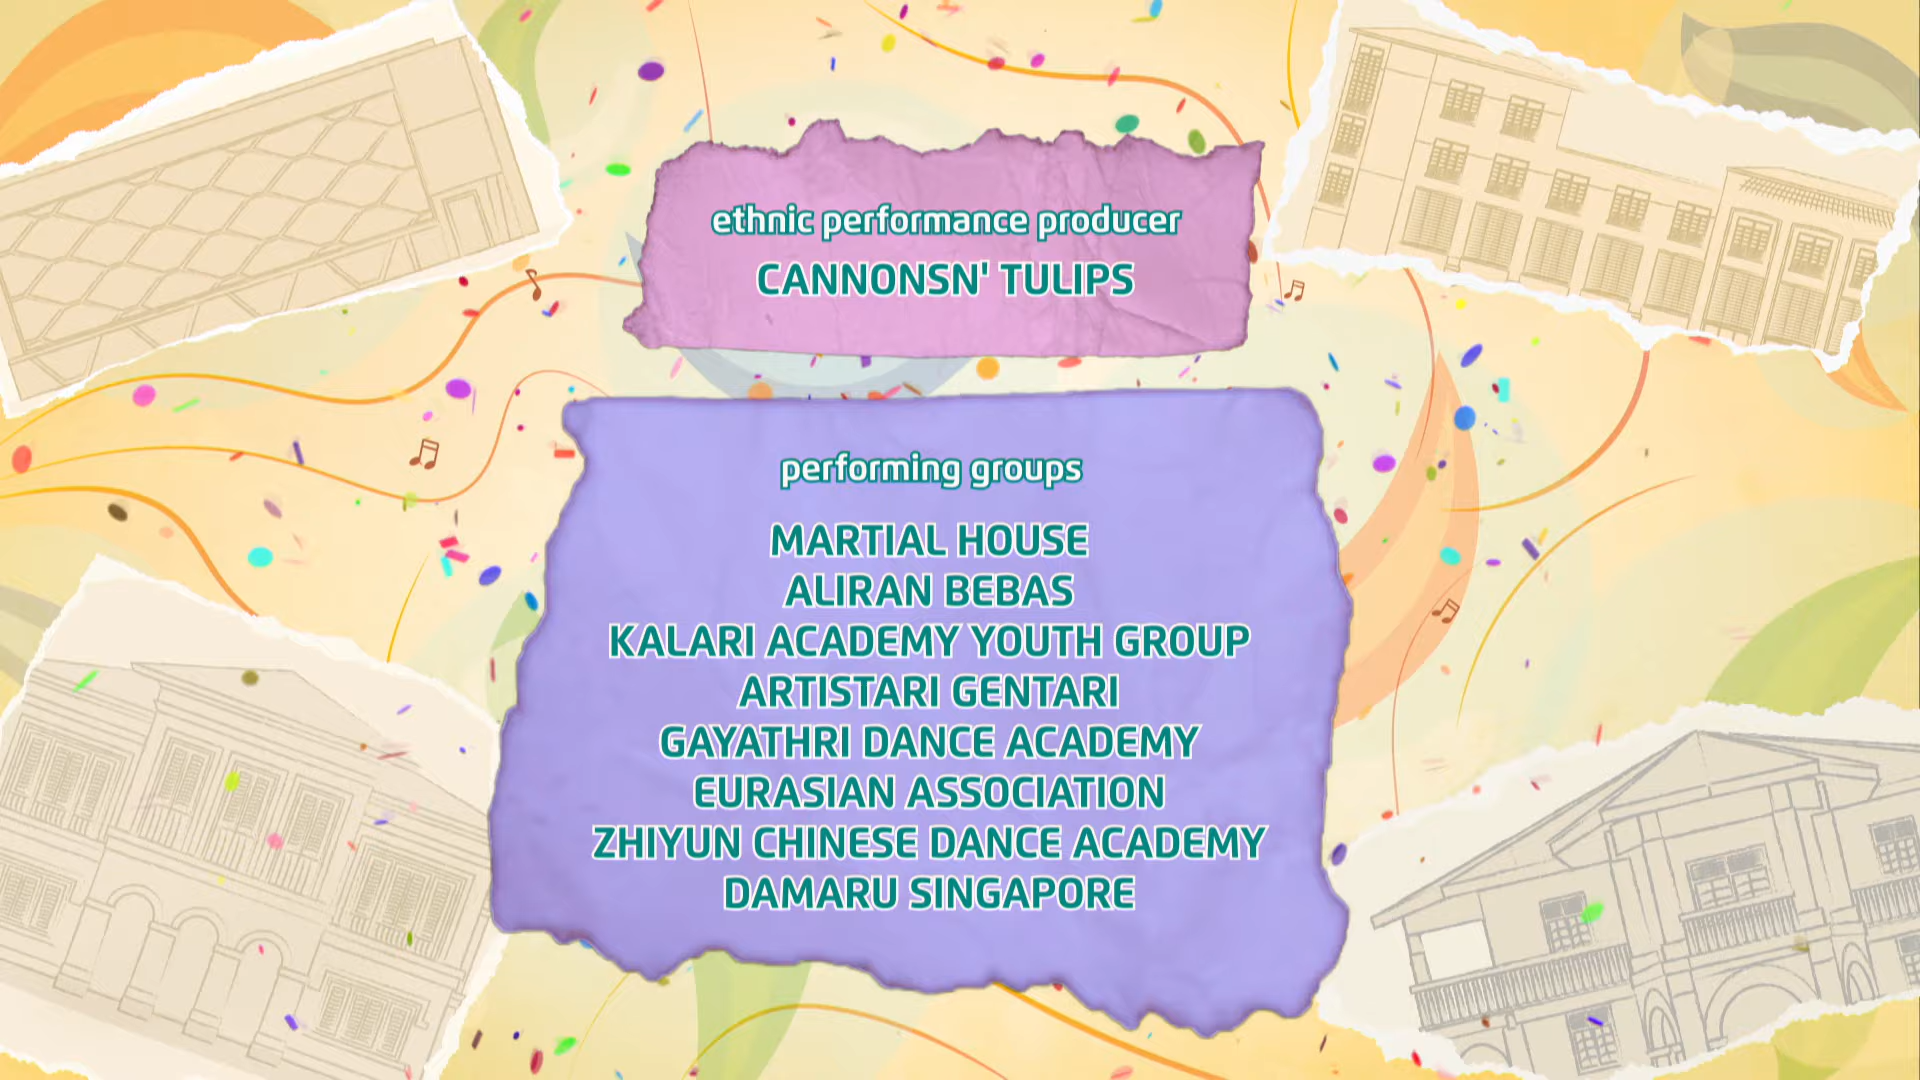 ethnic performance producer
CANNONSN' TULIPS
performing groups
MARTIAL HOUSE
ALIRAN BEBAS
KALARI ACADEMY YOUTH GROUP
ARTISTARI GENTARI
GAYATHRI DANCE ACADEMY
EURASIAN ASSOCIATION
ZHIYUN CHINESE DANCE ACADEMY
DAMARU SINGAPORE